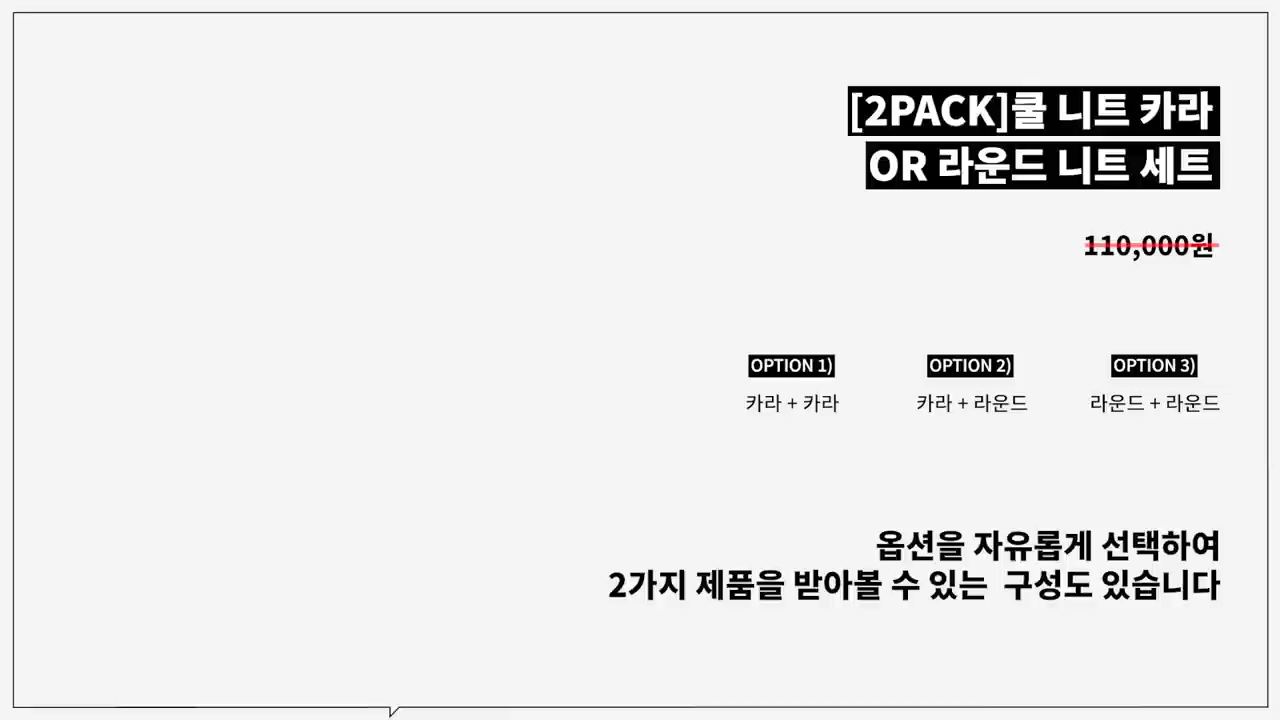 [2PACK]쿨 니트 카라
OR 라운드 니트 세트
110,000원
OPTION 1)
카라 + 카라
OPTION 2)
카라 + 라운드
OPTION 3)
라운드 + 라운드
옵션을 자유롭게 선택하여
2가지 제품을 받아볼 수 있는 구성도 있습니다